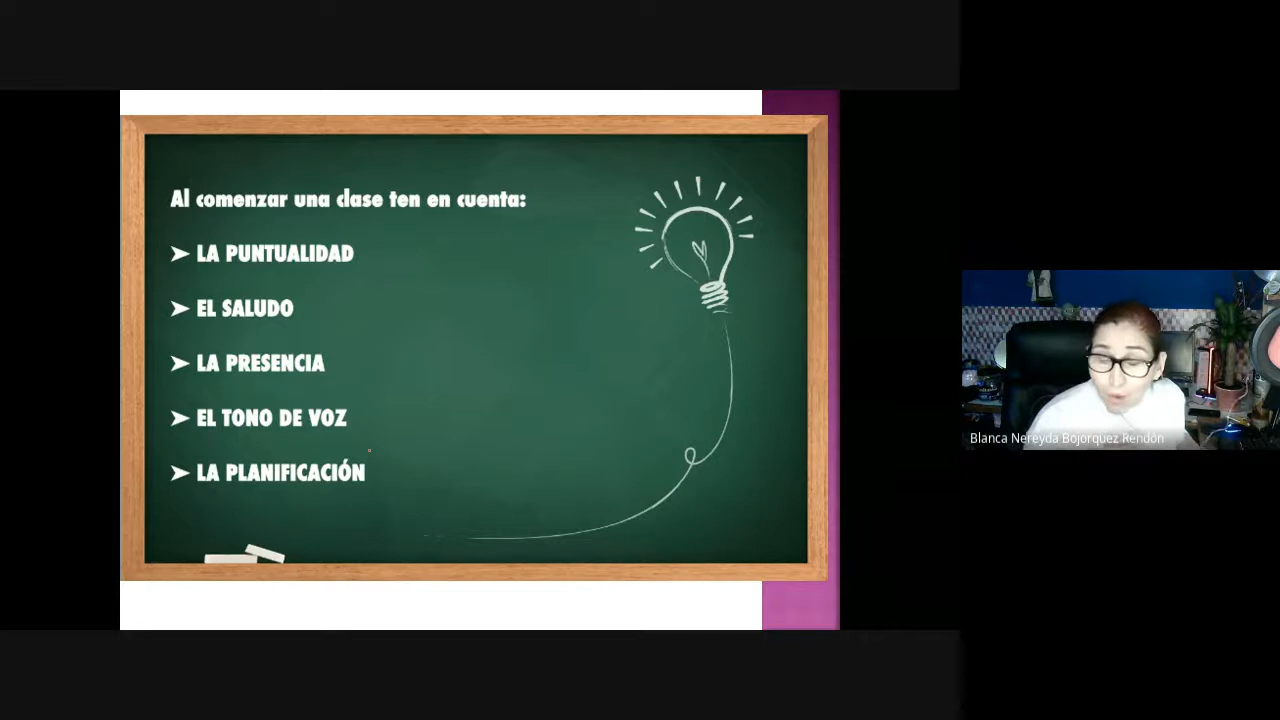 Al comenzar una clase ten en cuenta:
➤ LA PUNTUALIDAD
➤ EL SALUDO
➤ LA PRESENCIA
➤ EL TONO DE VOZ
➤ LA PLANIFICACIÓN
Blanca Nereyda Bojorquez Rendón